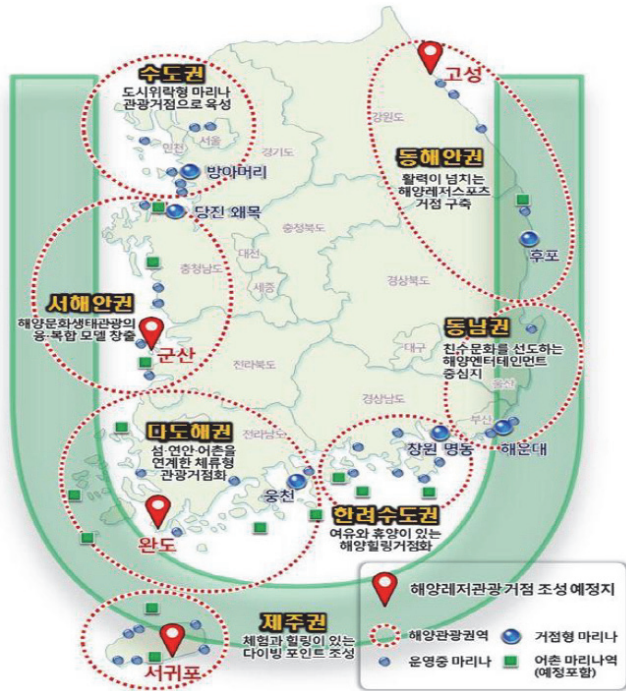 수도권
도시위락형 마리나
관광거점으로 육성
인천
서울
경기도
방아머리
고성
강원도
동해안권
활력이 넘치는
해양레저스포츠
거점 구축
후포
당진 왜목
충청북도
충청남도
대전
세종
경상북도
서해안권
해양문화생태관광의
융·복합 모델 창출
군산
전라북도
대구
동남권
친수문화를 선도하는
해양엔터테인먼트
중심지
울산
경상남도
부산
해운대
창원 명동
다도해권
전라남도
섬·연안·어촌을
연계한 체류형
관광거점화
웅천
완도
한려수도권
여유와 휴양이 있는
해양힐링거점화
제주권
체험과 힐링이 있는
다이빙 포인트 조성
서귀포
해양레저관광 거점 조성 예정지
해양관광권역
거점형 마리나
운영중 마리나
어촌 마리나역
(예정포함)